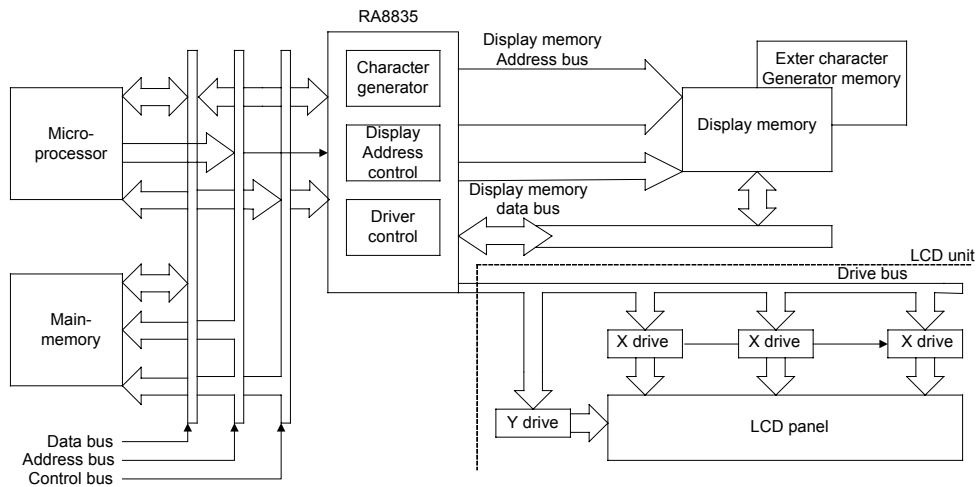 RA8835
Character
generator
Display memory
Address bus
Exter character
Generator memory
Micro-
processor
Display
Address
control
Display memory
Display memory
data bus
Driver
control
LCD unit
Drive bus
Main-
memory
X drive
X drive
X drive
Y drive
LCD panel
Data bus
Address bus
Control bus